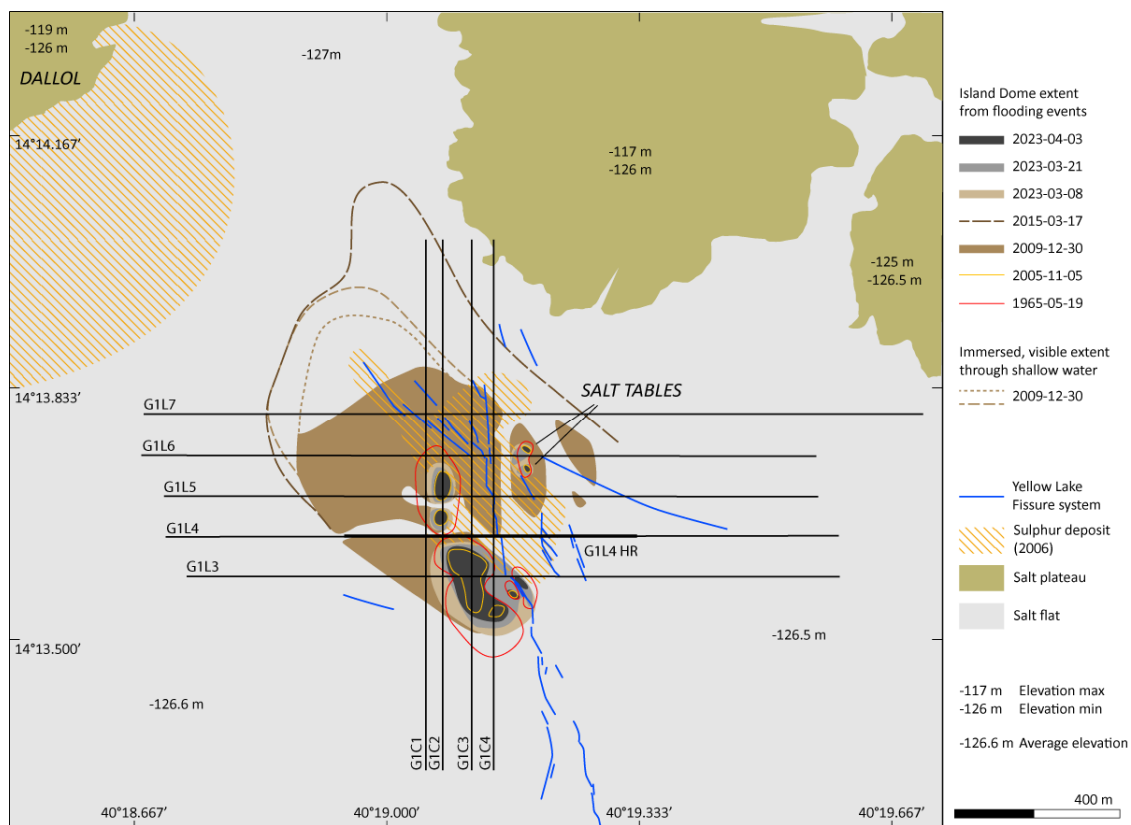 -119 m
-126 m
DALLOL
-127m
14°14.167’
-117 m
-126 m
-125 m
-126.5 m
14°13.833’
SALT TABLES
G1L7
G1L6
G1L5
G1L4
G1L4 HR
G1L3
14°13.500’
-126.5 m
-126.6 m
G1C1
G1C2
G1C3
G1C4
40°18.667’
40°19.000’
40°19.333’
40°19.667’
Island Dome extent
from flooding events
2023-04-03
2023-03-21
2023-03-08
2015-03-17
2009-12-30
2005-11-05
1965-05-19
Immersed, visible extent
through shallow water
2009-12-30
Yellow Lake
Fissure system
Sulphur deposit
(2006)
Salt plateau
Salt flat
-117 m Elevation max
-126 m Elevation min
-126.6 m Average elevation
400 m